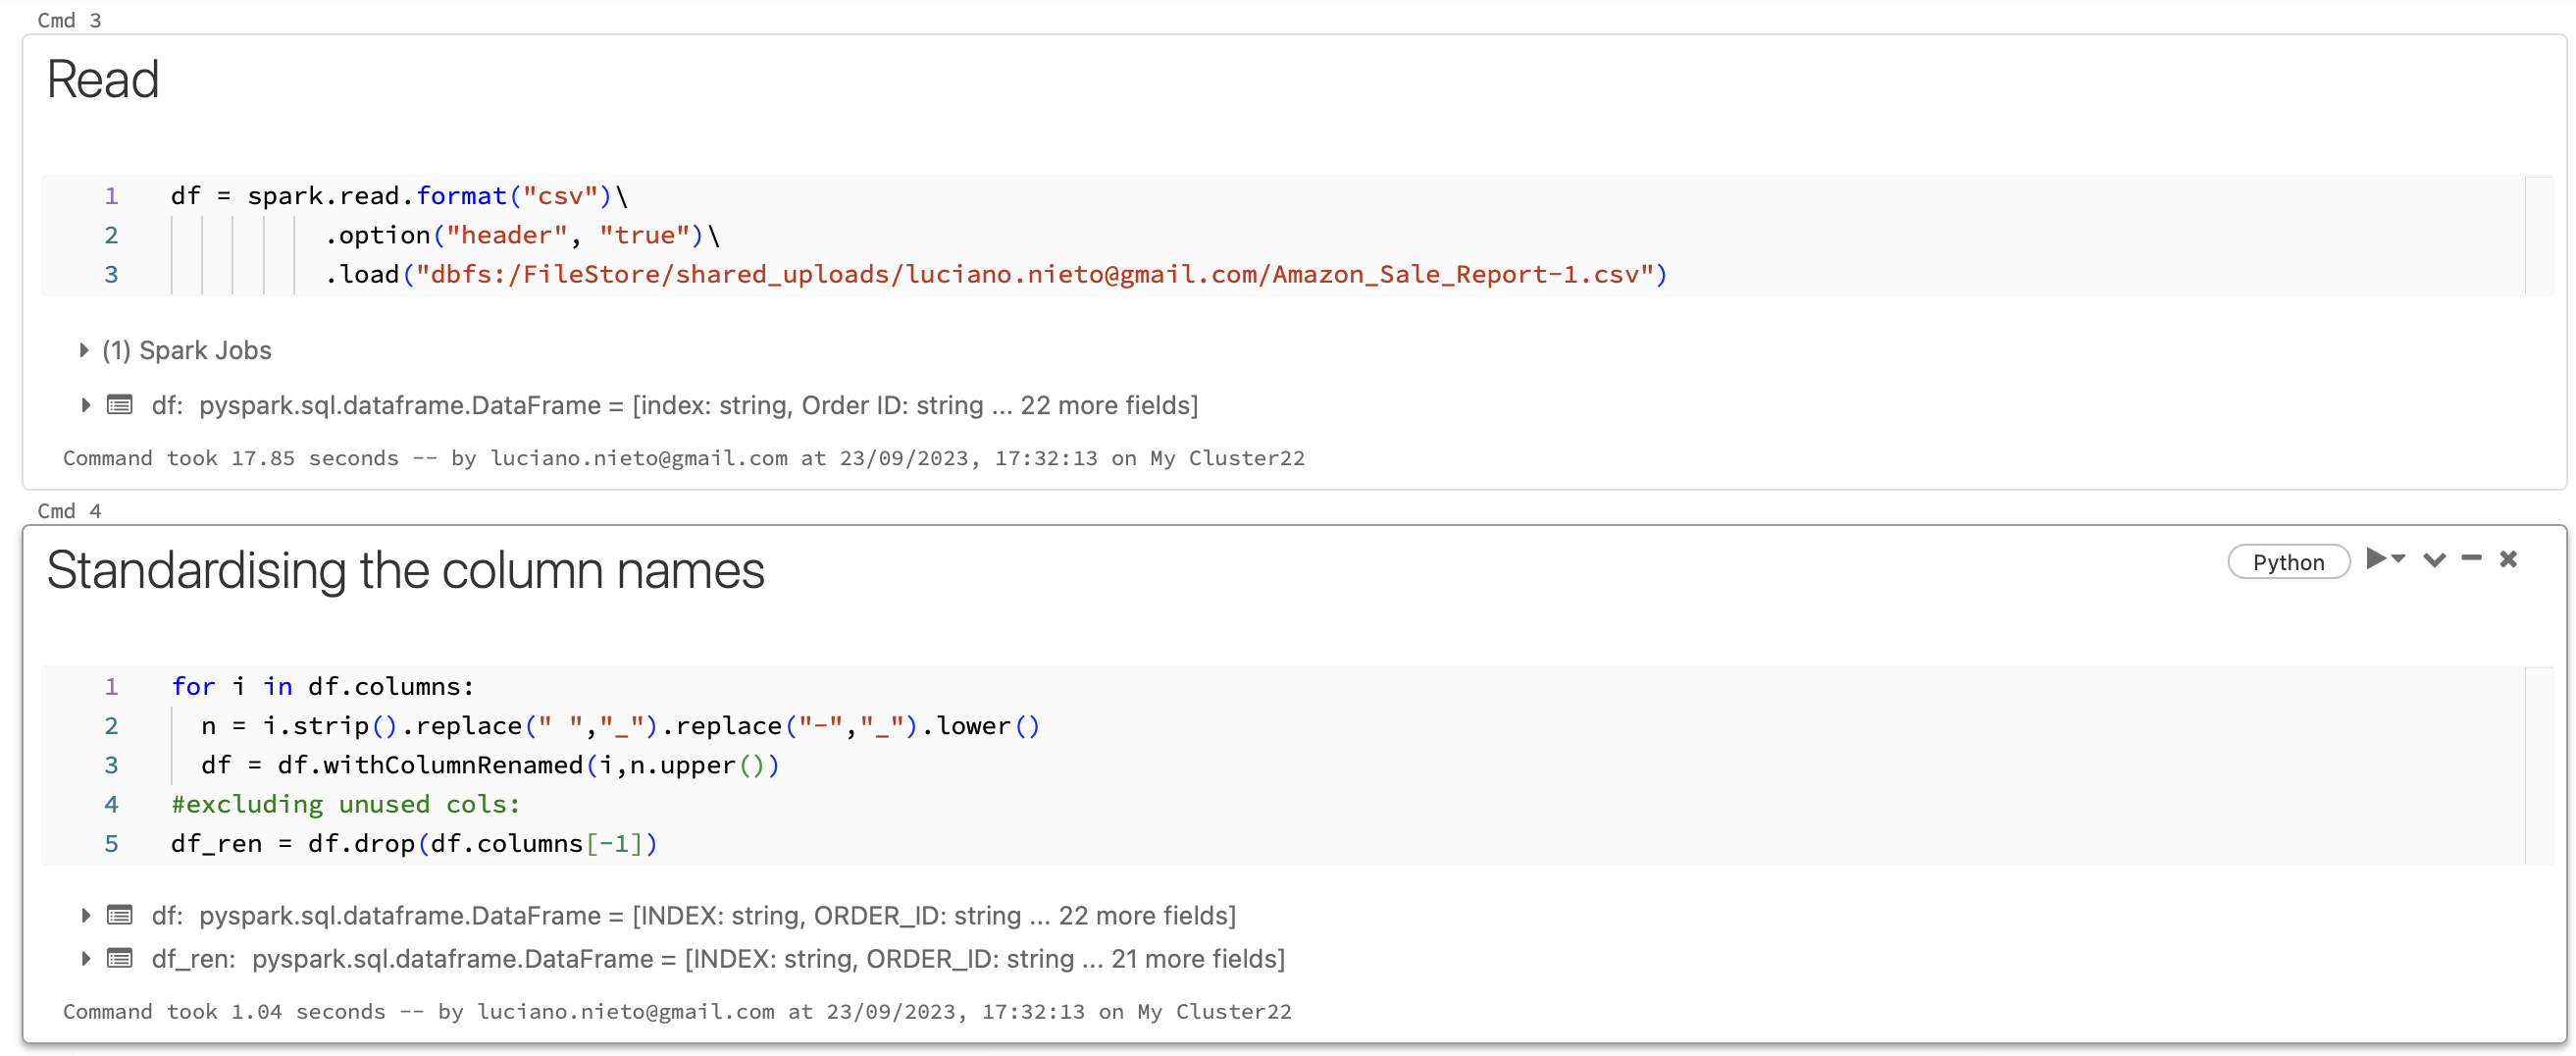 Cmd 3
Read
1 df = spark.read.format("csv")\
2 .option("header", "true")\
3 .load("dbfs:/FileStore/shared_uploads/luciano.nieto@gmail.com/Amazon_Sale_Report-1.csv")
(1) Spark Jobs
df: pyspark.sql.dataframe.DataFrame = [index: string, Order ID: string ... 22 more fields]
Command took 17.85 seconds -- by luciano.nieto@gmail.com at 23/09/2023, 17:32:13 on My Cluster22
Cmd 4
Standardising the column names
Python
1 for i in df.columns:
2 n = i.strip().replace(" ","_").replace("-","_").lower()
3 df = df.withColumnRenamed(i,n.upper())
4 #excluding unused cols:
5 df_ren = df.drop(df.columns[-1])
df: pyspark.sql.dataframe.DataFrame = [INDEX: string, ORDER_ID: string ... 22 more fields]
df_ren: pyspark.sql.dataframe.DataFrame = [INDEX: string, ORDER_ID: string ... 21 more fields]
Command took 1.04 seconds -- by luciano.nieto@gmail.com at 23/09/2023, 17:32:13 on My Cluster22